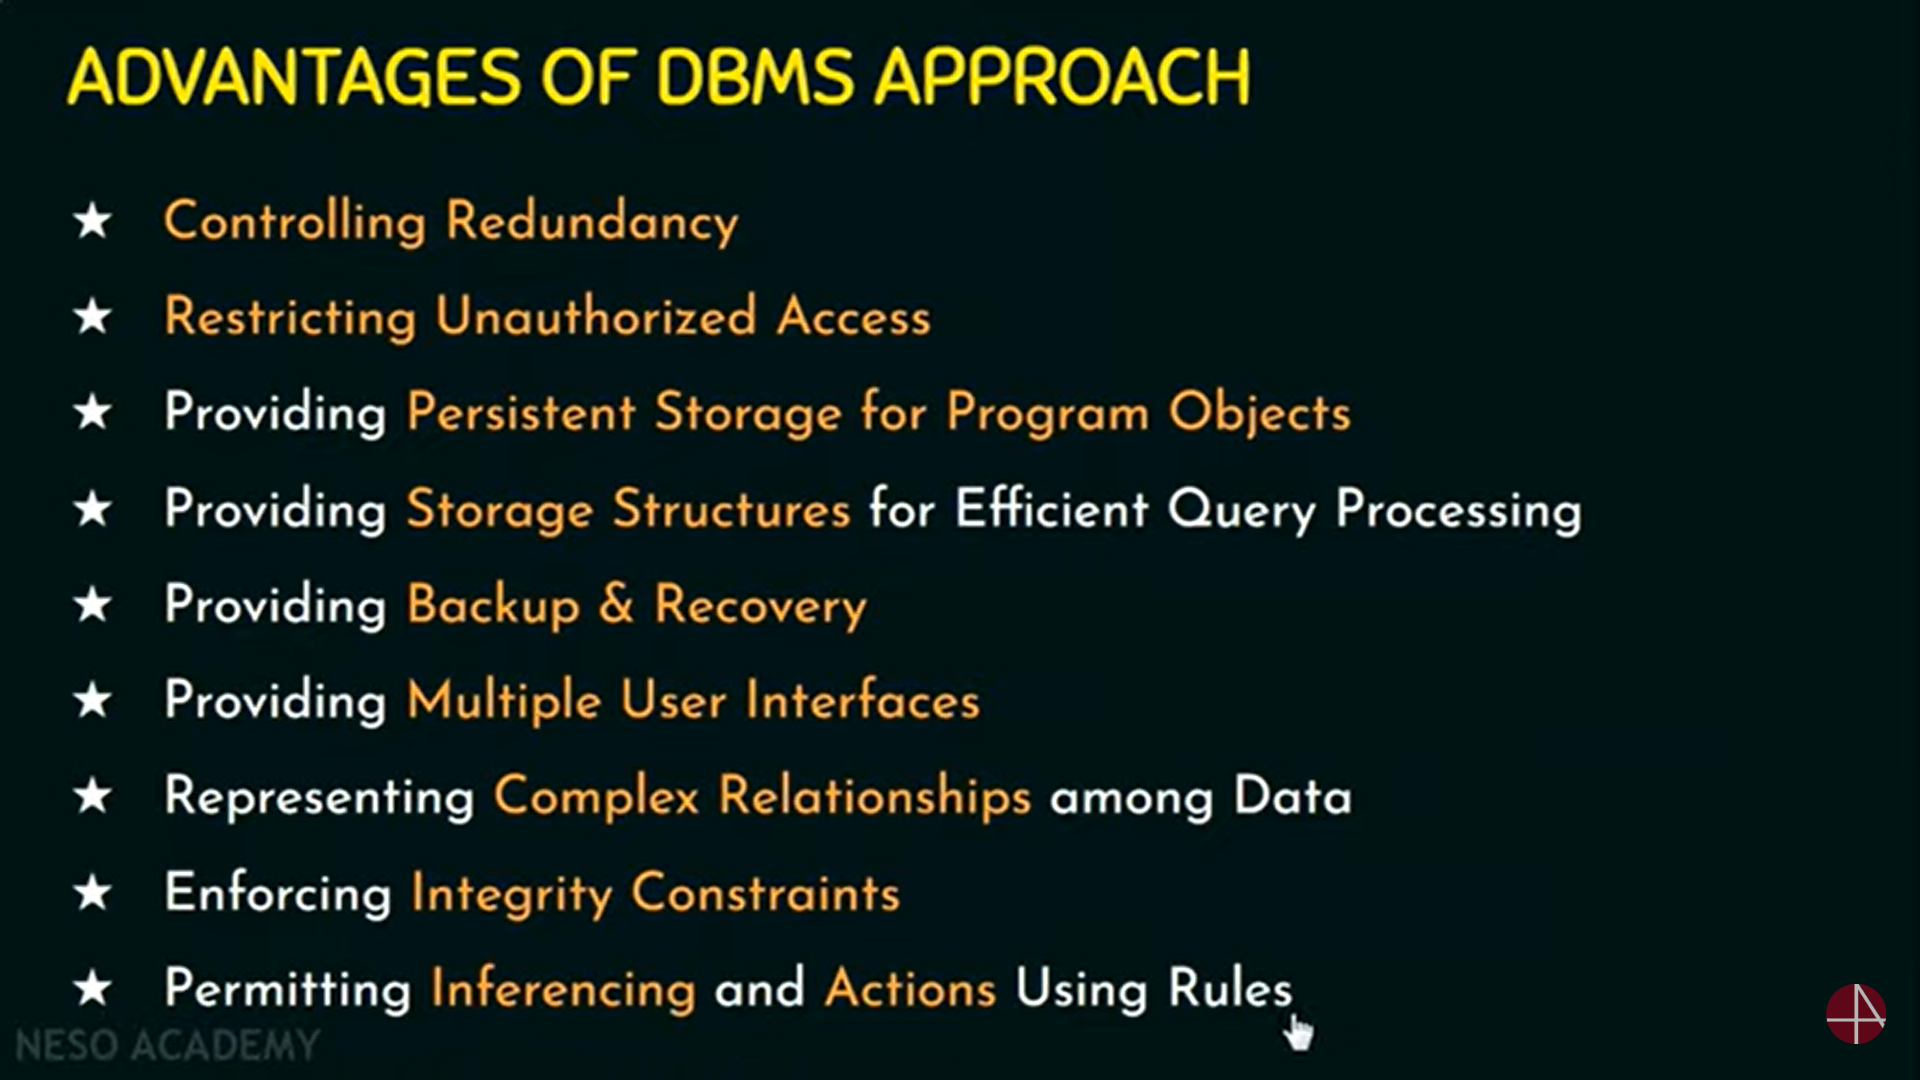 ADVANTAGES OF DBMS APPROACH
★ Controlling Redundancy
★ Restricting Unauthorized Access
★ Providing Persistent Storage for Program Objects
★ Providing Storage Structures for Efficient Query Processing
★ Providing Backup & Recovery
★ Providing Multiple User Interfaces
★ Representing Complex Relationships among Data
★ Enforcing Integrity Constraints
★ Permitting Inferencing and Actions Using Rules
NESO ACADEMY